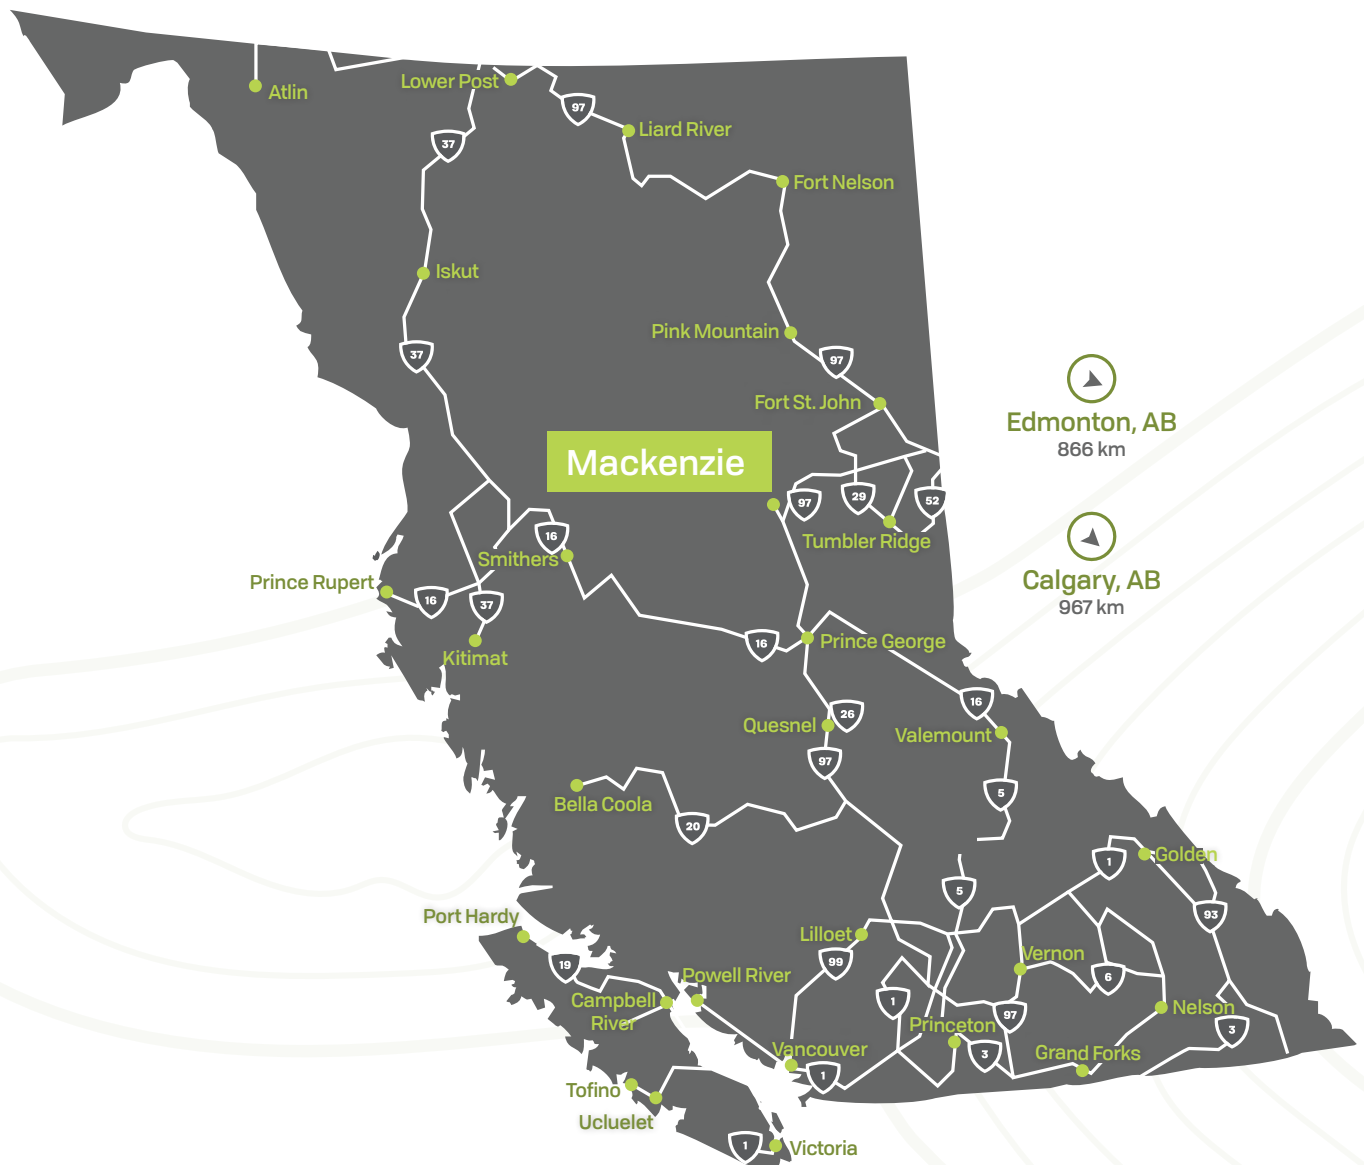 Atlin
Lower Post
97
Liard River
37
Fort Nelson
Iskut
Pink Mountain
37
97
Fort St. John
Edmonton, AB
866 km
Mackenzie
97
29
52
16
Tumbler Ridge
Smithers
Calgary, AB
967 km
Prince Rupert
16
37
16
Prince George
Kitimat
16
26
Quesnel
Valemount
97
5
Bella Coola
20
1
Golden
5
93
Port Hardy
Lilloet
99
Vernon
19
6
Powell River
Campbell
River
1
97
Nelson
Princeton
3
3
Grand Forks
Vancouver
1
Tofino
Ucluelet
1
Victoria